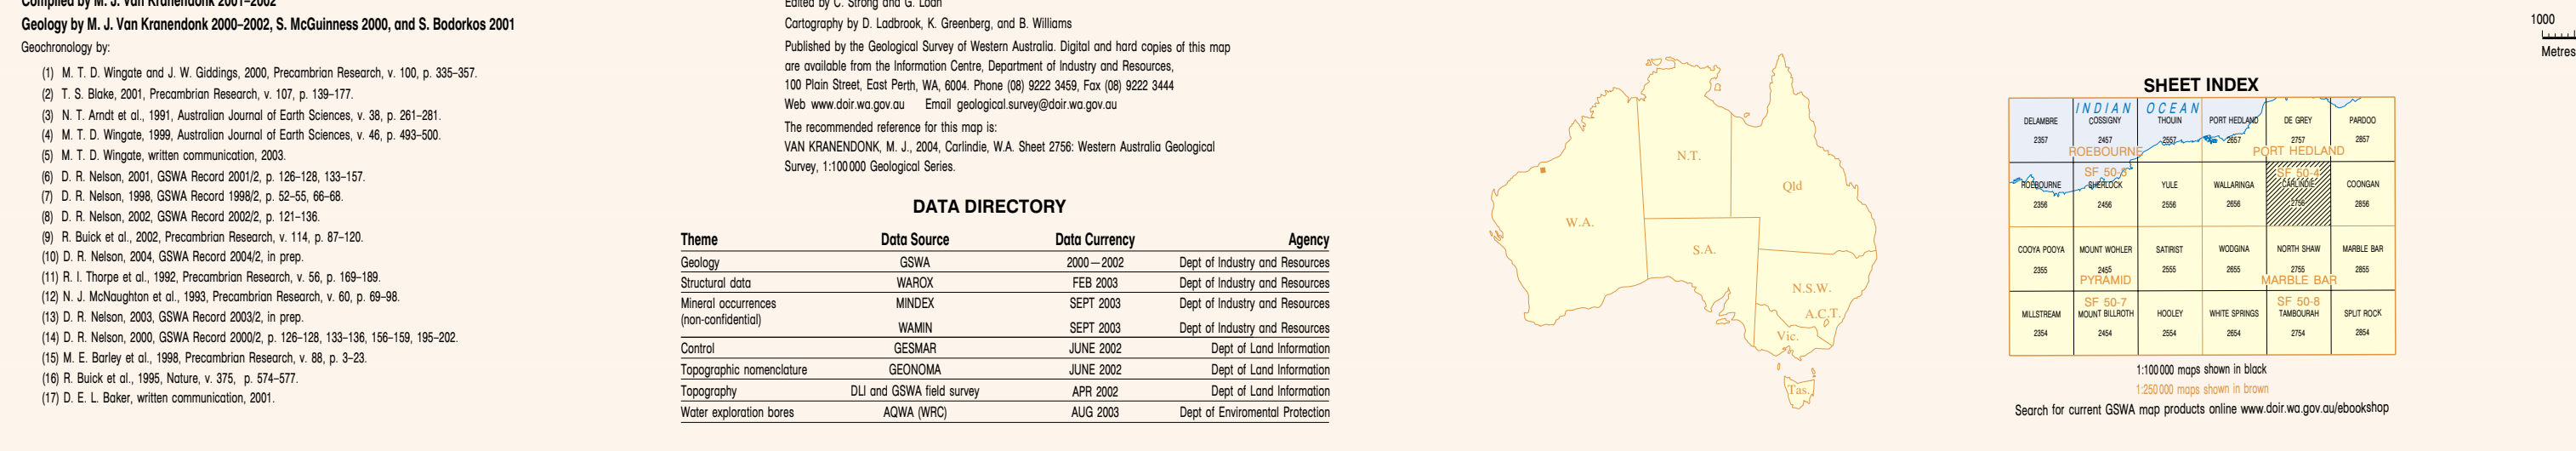 Compiled by M. J. Van Kranendonk 2001–2002
Geology by M. J. Van Kranendonk 2000–2002, S. McGuinness 2000, and S. Bodorkos 2001
Geochronology by:
(1) M. T. D. Wingate and J. W. Giddings, 2000, Precambrian Research, v. 100, p. 335–357.
(2) T. S. Blake, 2001, Precambrian Research, v. 107, p. 139–177.
(3) N. T. Arndt et al., 1991, Australian Journal of Earth Sciences, v. 38, p. 261–281.
(4) M. T. D. Wingate, 1999, Australian Journal of Earth Sciences, v. 46, p. 493–500.
(5) M. T. D. Wingate, written communication, 2003.
(6) D. R. Nelson, 2001, GSWA Record 2001/2, p. 126–128, 133–157.
(7) D. R. Nelson, 1998, GSWA Record 1998/2, p. 52–55, 66–68.
(8) D. R. Nelson, 2002, GSWA Record 2002/2, p. 121–136.
(9) R. Buick et al., 2002, Precambrian Research, v. 114, p. 87–120.
(10) D. R. Nelson, 2004, GSWA Record 2004/2, in prep.
(11) R. I. Thorpe et al., 1992, Precambrian Research, v. 56, p. 169–189.
(12) N. J. McNaughton et al., 1993, Precambrian Research, v. 60, p. 69–98.
(13) D. R. Nelson, 2003, GSWA Record 2003/2, in prep.
(14) D. R. Nelson, 2000, GSWA Record 2000/2, p. 126–128, 133–136, 156–159, 195–202.
(15) M. E. Barley et al., 1998, Precambrian Research, v. 88, p. 3–23.
(16) R. Buick et al., 1995, Nature, v. 375, p. 574–577.
(17) D. E. L. Baker, written communication, 2001.
Edited by C. Strong and G. Loan
Cartography by D. Ladbrook, K. Greenberg, and B. Williams
Published by the Geological Survey of Western Australia. Digital and hard copies of this map
are available from the Information Centre, Department of Industry and Resources,
100 Plain Street, East Perth, WA, 6004. Phone (08) 9222 3459, Fax (08) 9222 3444
Web www.doir.wa.gov.au Email geological.survey@doir.wa.gov.au
The recommended reference for this map is:
VAN KRANENDONK, M. J., 2004, Carlindie, W.A. Sheet 2756: Western Australia Geological
Survey, 1:100 000 Geological Series.
DATA DIRECTORY
Theme Data Source Data Currency Agency
Geology GSWA 2000—2002 Dept of Industry and Resources
Structural data WAROX FEB 2003 Dept of Industry and Resources
Mineral occurrences MINDEX SEPT 2003 Dept of Industry and Resources
(non-confidential)
WAMIN SEPT 2003 Dept of Industry and Resources
Control GESMAR JUNE 2002 Dept of Land Information
Topographic nomenclature GEONOMA JUNE 2002 Dept of Land Information
Topography DLI and GSWA field survey APR 2002 Dept of Land Information
Water exploration bores AQWA (WRC) AUG 2003 Dept of Enviromental Protection
N.T.
Qld
W.A.
S.A.
N.S.W.
A.C.T.
Vic.
Tas.
SHEET INDEX
INDIAN OCEAN
DELAMBRE COSSIGNY THOUIN PORT HEDLAND DE GREY PARDOO
2357 2457 2557 2657 2757 2857
ROEBOURNE PORT HEDLAND
SF 50-3 SF 50-4
ROEBOURNE SHERLOCK YULE WALLARINGA CARLINDIE COONGAN
2356 2456 2556 2656 2756 2856
COOYA POOYA MOUNT WOHLER SATIRIST WODGINA NORTH SHAW MARBLE BAR
2355 2455 2555 2655 2755 2855
PYRAMID MARBLE BAR
SF 50-7 SF 50-8
MILLSTREAM MOUNT BILLROTH HOOLEY WHITE SPRINGS TAMBOURAH SPLIT ROCK
2354 2454 2554 2654 2754 2854
1:100 000 maps shown in black
1:250 000 maps shown in brown
Search for current GSWA map products online www.doir.wa.gov.au/ebookshop
1000
Metres